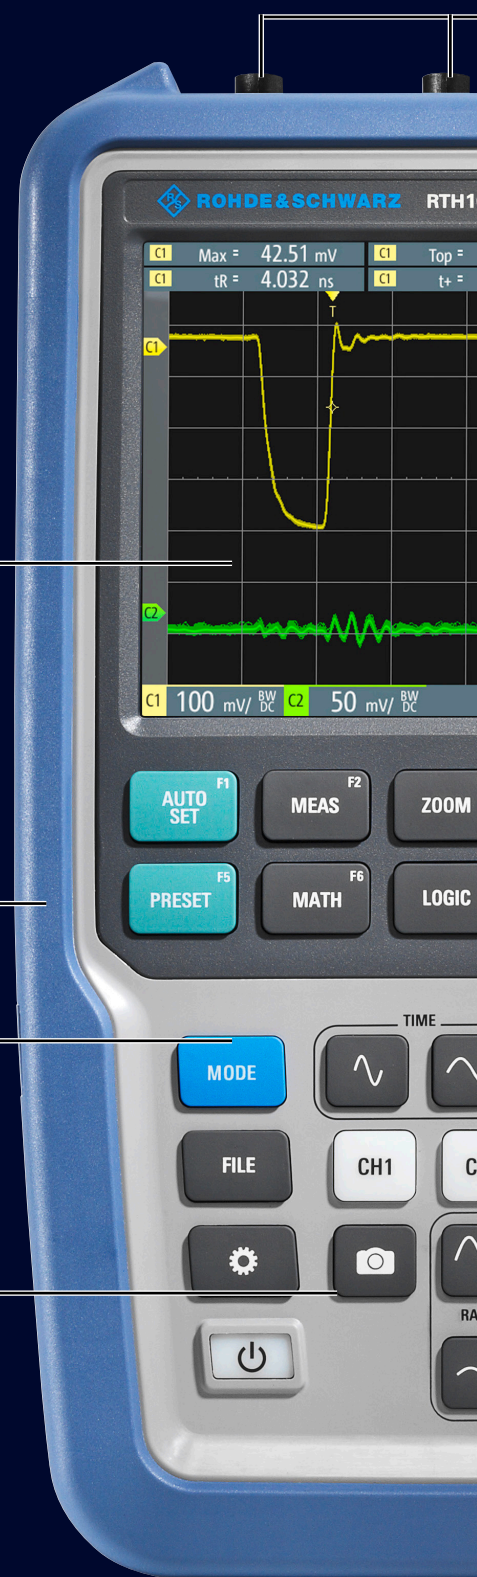 ROHDE&SCHWARZ RTH10
C1 Max = 42.51 mV C1 Top =
C1 tR = 4.032 ns C1 t+ =
T
C1
C2
C1 100 mV/ BW DC C2 50 mV/ BW DC
F1 F2
AUTO SET MEAS ZOOM
F5 F6
PRESET MATH LOGIC
TIME
MODE
FILE CH1 C
RA